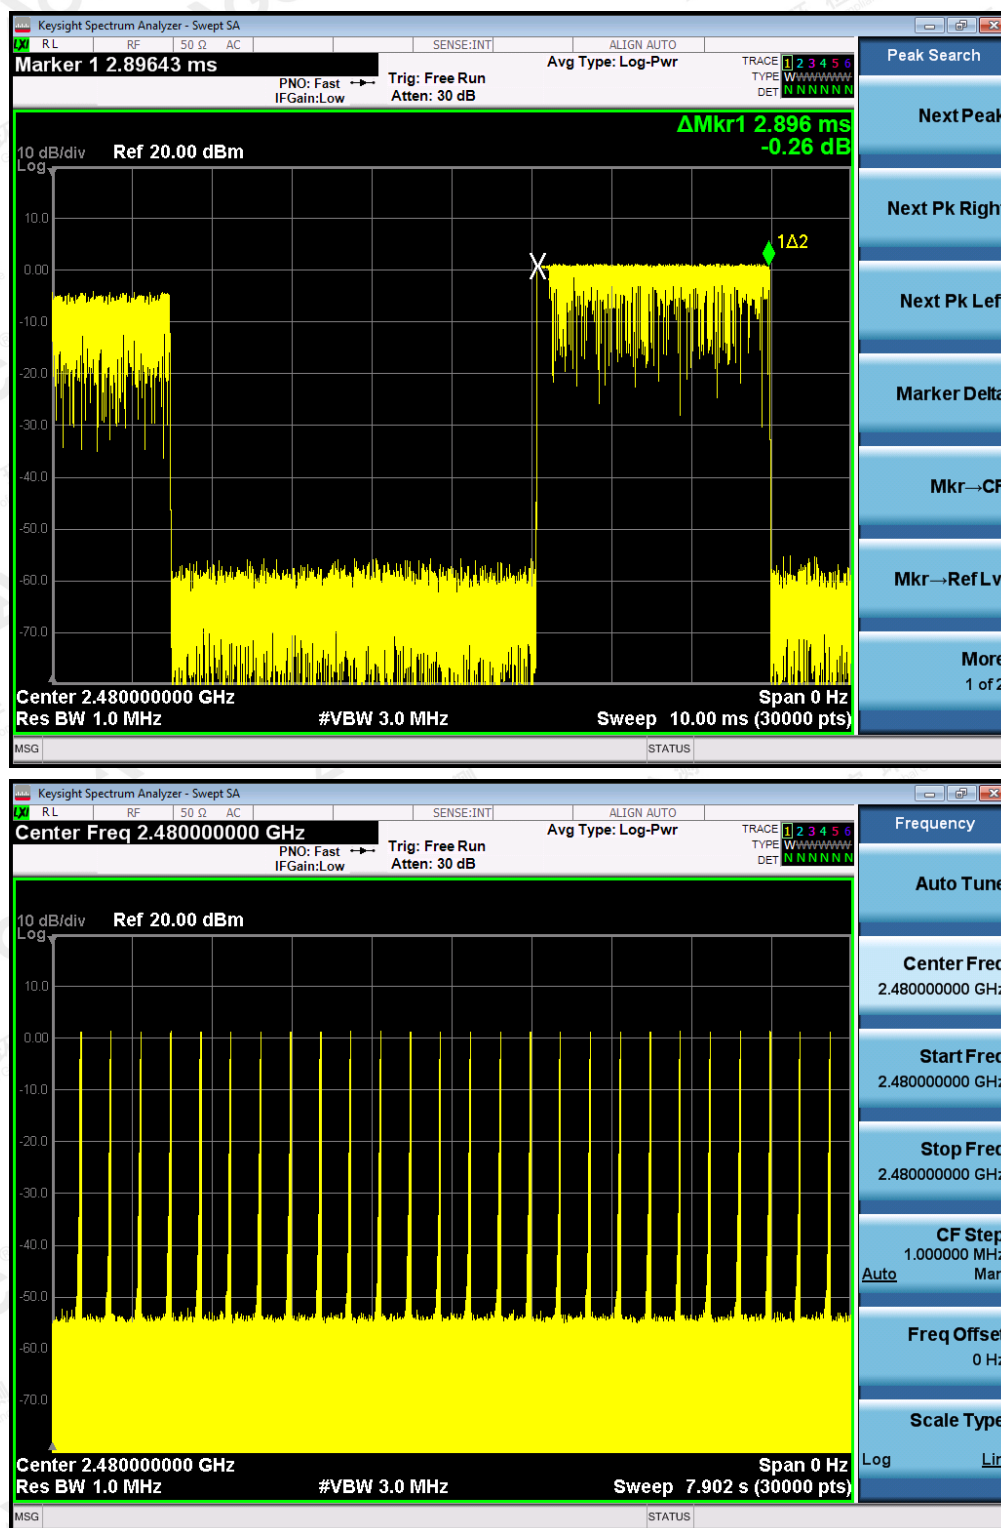 Keysight Spectrum Analyzer - Swept SA
LXI RL RF 50 Ω AC SENSE:INT ALIGN AUTO
Marker 1 2.89643 ms
PNO: Fast
IFGain:Low
Trig: Free Run
Atten: 30 dB
Avg Type: Log-Pwr
TRACE 1 2 3 4 5 6
TYPE WWWWWW
DET N N N N N N
ΔMkr1 2.896 ms
-0.26 dB
10 dB/div Ref 20.00 dBm
Log
10.0
0.00
-10.0
-20.0
-30.0
-40.0
-50.0
-60.0
-70.0
1Δ2
Center 2.480000000 GHz Span 0 Hz
Res BW 1.0 MHz #VBW 3.0 MHz Sweep 10.00 ms (30000 pts)
MSG STATUS
Peak Search
Next Peak
Next Pk Right
Next Pk Left
Marker Delta
Mkr→CF
Mkr→Ref Lvl
More
1 of 2
Keysight Spectrum Analyzer - Swept SA
LXI RL RF 50 Ω AC SENSE:INT ALIGN AUTO
Center Freq 2.480000000 GHz
PNO: Fast
IFGain:Low
Trig: Free Run
Atten: 30 dB
Avg Type: Log-Pwr
TRACE 1 2 3 4 5 6
TYPE WWWWWW
DET N N N N N N
10 dB/div Ref 20.00 dBm
Log
10.0
0.00
-10.0
-20.0
-30.0
-40.0
-50.0
-60.0
-70.0
Center 2.480000000 GHz Span 0 Hz
Res BW 1.0 MHz #VBW 3.0 MHz Sweep 7.902 s (30000 pts)
MSG STATUS
Frequency
Auto Tune
Center Freq
2.480000000 GHz
Start Freq
2.480000000 GHz
Stop Freq
2.480000000 GHz
CF Step
1.000000 MHz
Auto Man
Freq Offset
0 Hz
Scale Type
Log Lin